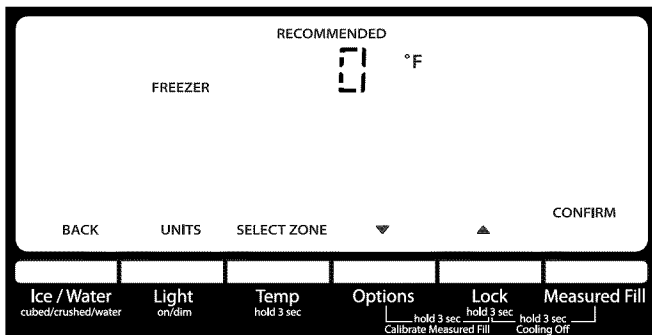 RECOMMENDED
0 °F
FREEZER
BACK UNITS SELECT ZONE ▼ ▲ CONFIRM
Ice / Water Light Temp Options Lock Measured Fill
cubed/crushed/water on/dim hold 3 sec hold 3 sec
hold 3 sec hold 3 sec
Calibrate Measured Fill Cooling Off